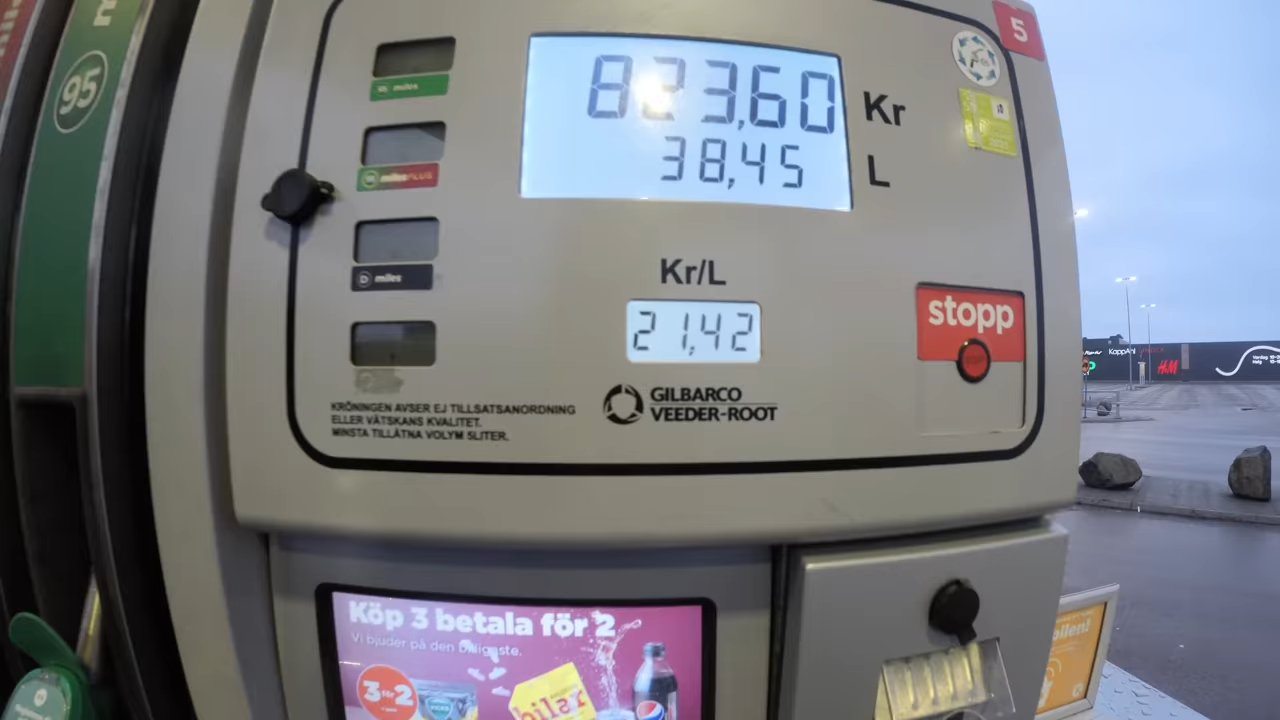 95
5
823,60 Kr
38,45 L
miles
milesPLUS
D miles
Kr/L
21,42
stopp
GILBARCO
VEEDER-ROOT
KRÖNINGEN AVSER EJ TILLSATSANORDNING
ELLER VÄTSKANS KVALITET.
MINSTA TILLÅTNA VOLYM 5LITER.
KappAhl
H&M
Köp 3 betala för 2
Vi bjuder på den billigaste.
3 för 2
bilar